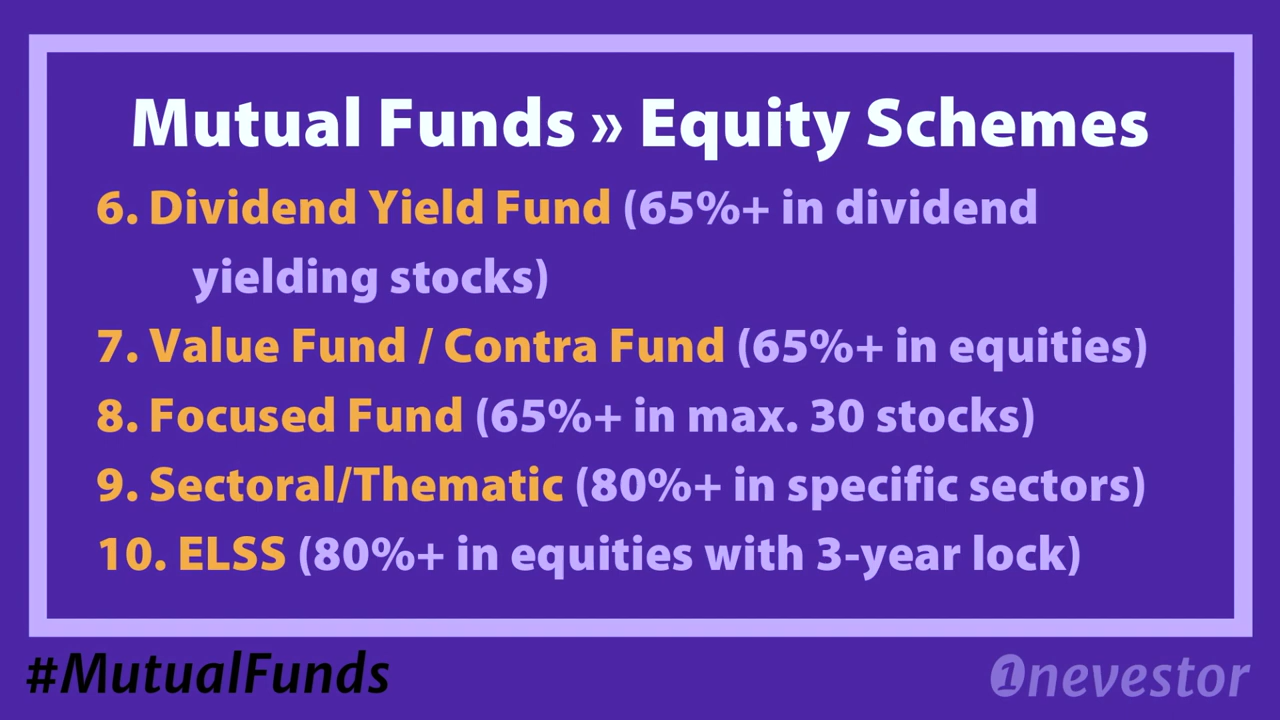 Mutual Funds » Equity Schemes
6. Dividend Yield Fund (65%+ in dividend
yielding stocks)
7. Value Fund / Contra Fund (65%+ in equities)
8. Focused Fund (65%+ in max. 30 stocks)
9. Sectoral/Thematic (80%+ in specific sectors)
10. ELSS (80%+ in equities with 3-year lock)
#MutualFunds
1nevestor